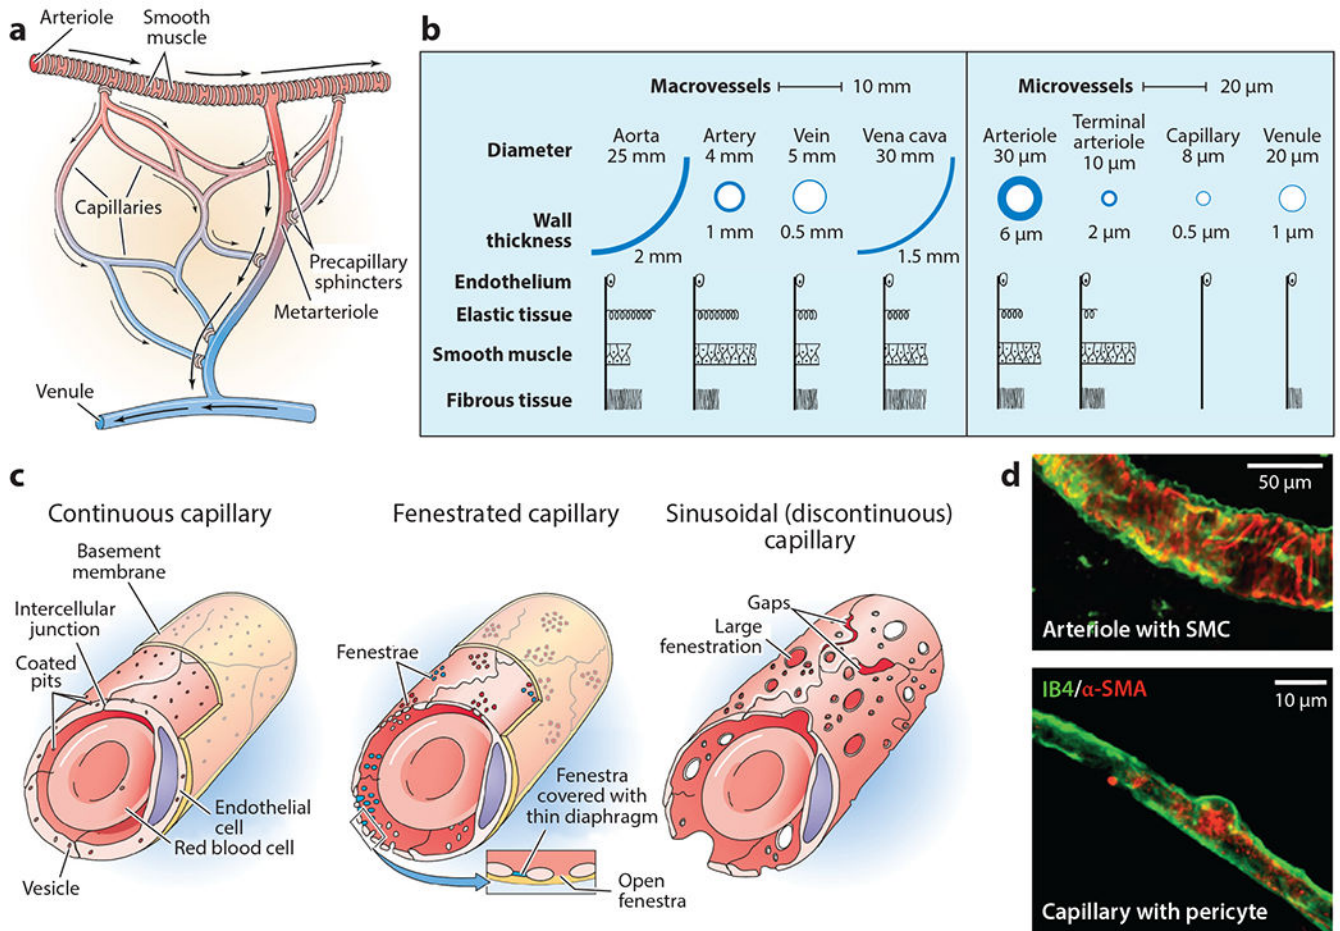 a
Arteriole
Smooth
muscle
Capillaries
Precapillary
sphincters
Metarteriole
Venule
b
Macrovessels 10 mm
Microvessels 20 µm
Diameter
Aorta
25 mm
Artery
4 mm
Vein
5 mm
Vena cava
30 mm
Arteriole
30 µm
Terminal
arteriole
10 µm
Capillary
8 µm
Venule
20 µm
Wall
thickness
2 mm
1 mm
0.5 mm
1.5 mm
6 µm
2 µm
0.5 µm
1 µm
Endothelium
Elastic tissue
Smooth muscle
Fibrous tissue
c
Continuous capillary
Basement
membrane
Intercellular
junction
Coated
pits
Endothelial
cell
Red blood cell
Vesicle
Fenestrated capillary
Fenestrae
Fenestra
covered with
thin diaphragm
Open
fenestra
Sinusoidal (discontinuous)
capillary
Gaps
Large
fenestration
d
50 µm
Arteriole with SMC
IB4/α-SMA
10 µm
Capillary with pericyte